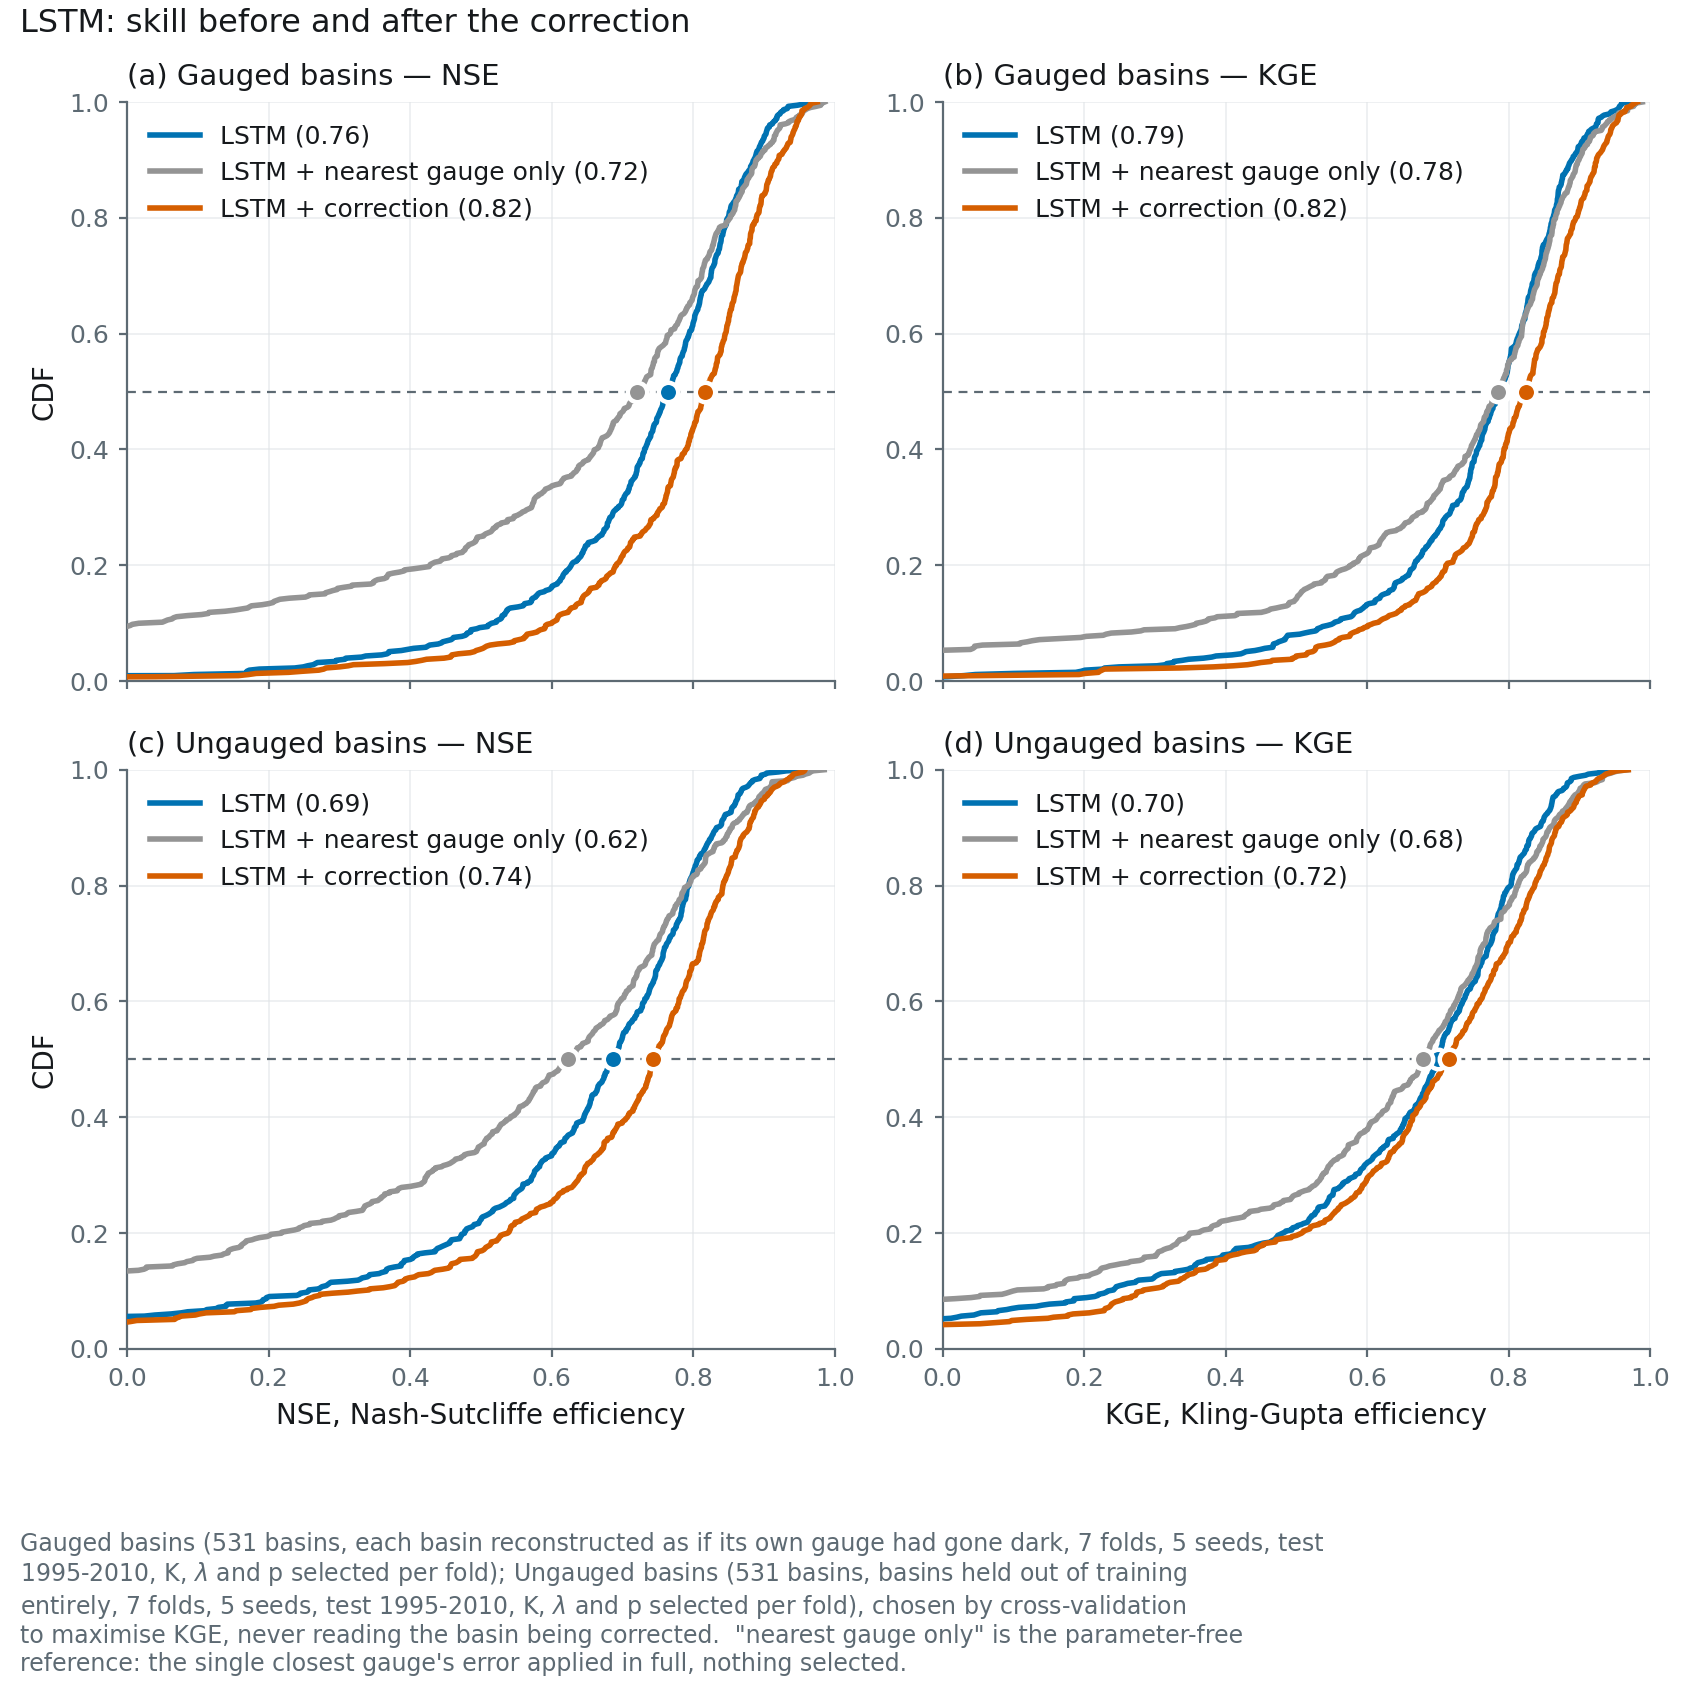 LSTM: skill before and after the correction
(a) Gauged basins — NSE
(b) Gauged basins — KGE
1.0
0.8
0.6
0.4
0.2
0.0
CDF
LSTM (0.76)
LSTM + nearest gauge only (0.72)
LSTM + correction (0.82)
1.0
0.8
0.6
0.4
0.2
0.0
LSTM (0.79)
LSTM + nearest gauge only (0.78)
LSTM + correction (0.82)
(c) Ungauged basins — NSE
(d) Ungauged basins — KGE
1.0
0.8
0.6
0.4
0.2
0.0
CDF
LSTM (0.69)
LSTM + nearest gauge only (0.62)
LSTM + correction (0.74)
0.0 0.2 0.4 0.6 0.8 1.0
NSE, Nash-Sutcliffe efficiency
1.0
0.8
0.6
0.4
0.2
0.0
LSTM (0.70)
LSTM + nearest gauge only (0.68)
LSTM + correction (0.72)
0.0 0.2 0.4 0.6 0.8 1.0
KGE, Kling-Gupta efficiency
Gauged basins (531 basins, each basin reconstructed as if its own gauge had gone dark, 7 folds, 5 seeds, test
1995-2010, K, λ and p selected per fold); Ungauged basins (531 basins, basins held out of training
entirely, 7 folds, 5 seeds, test 1995-2010, K, λ and p selected per fold), chosen by cross-validation
to maximise KGE, never reading the basin being corrected.  "nearest gauge only" is the parameter-free
reference: the single closest gauge's error applied in full, nothing selected.